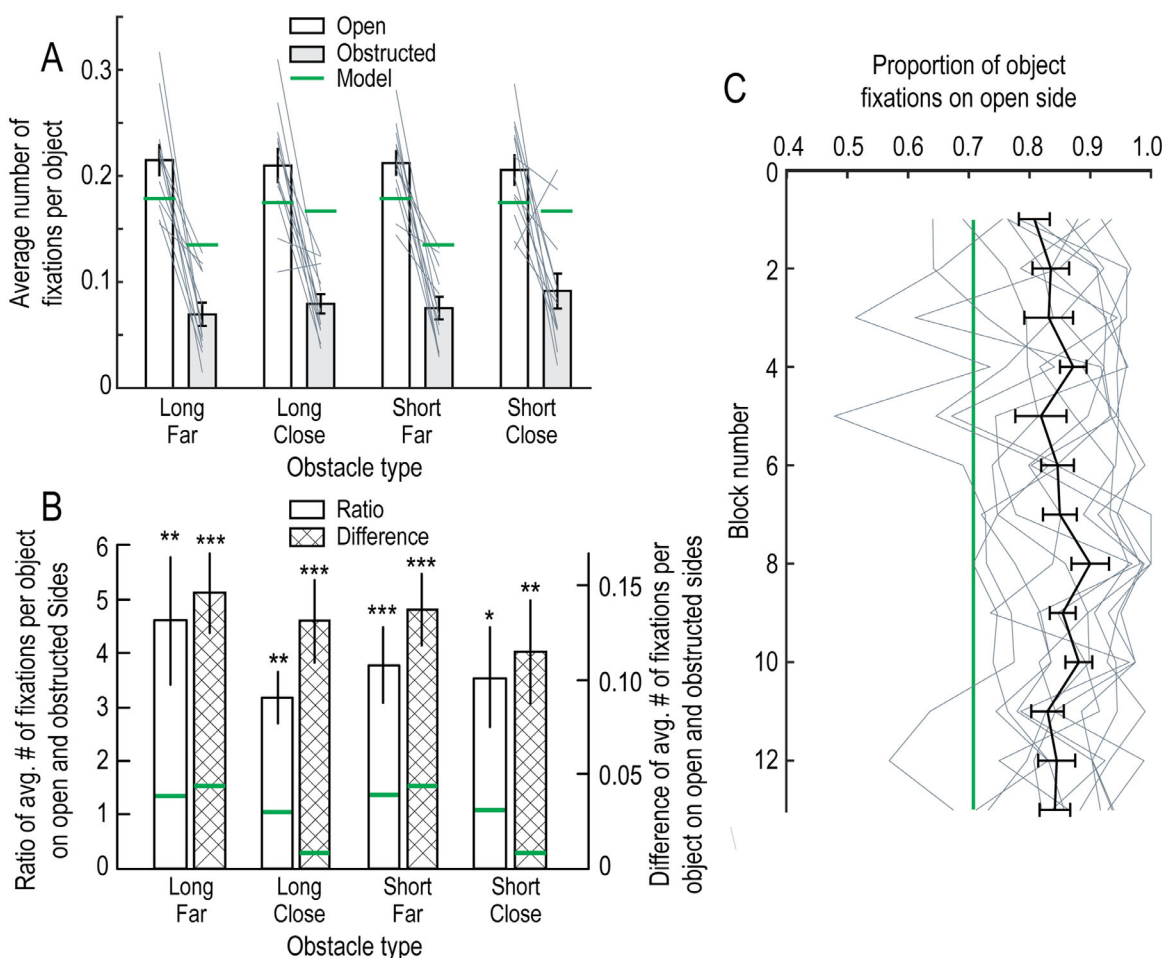 A
Open
Obstructed
Model
Average number of
fixations per object
0.3
0.2
0.1
0
Long
Far
Long
Close
Short
Far
Short
Close
Obstacle type
B
Ratio
Difference
Ratio of avg. # of fixations per object
on open and obstructed Sides
6
5
4
3
2
1
0
** ***
** ***
*** ***
* **
0.15
0.10
0.05
0
Difference of avg. # of fixations per
object on open and obstructed sides
Long
Far
Long
Close
Short
Far
Short
Close
Obstacle type
C
Proportion of object
fixations on open side
0.4 0.5 0.6 0.7 0.8 0.9 1.0
Block number
0
2
4
6
8
10
12